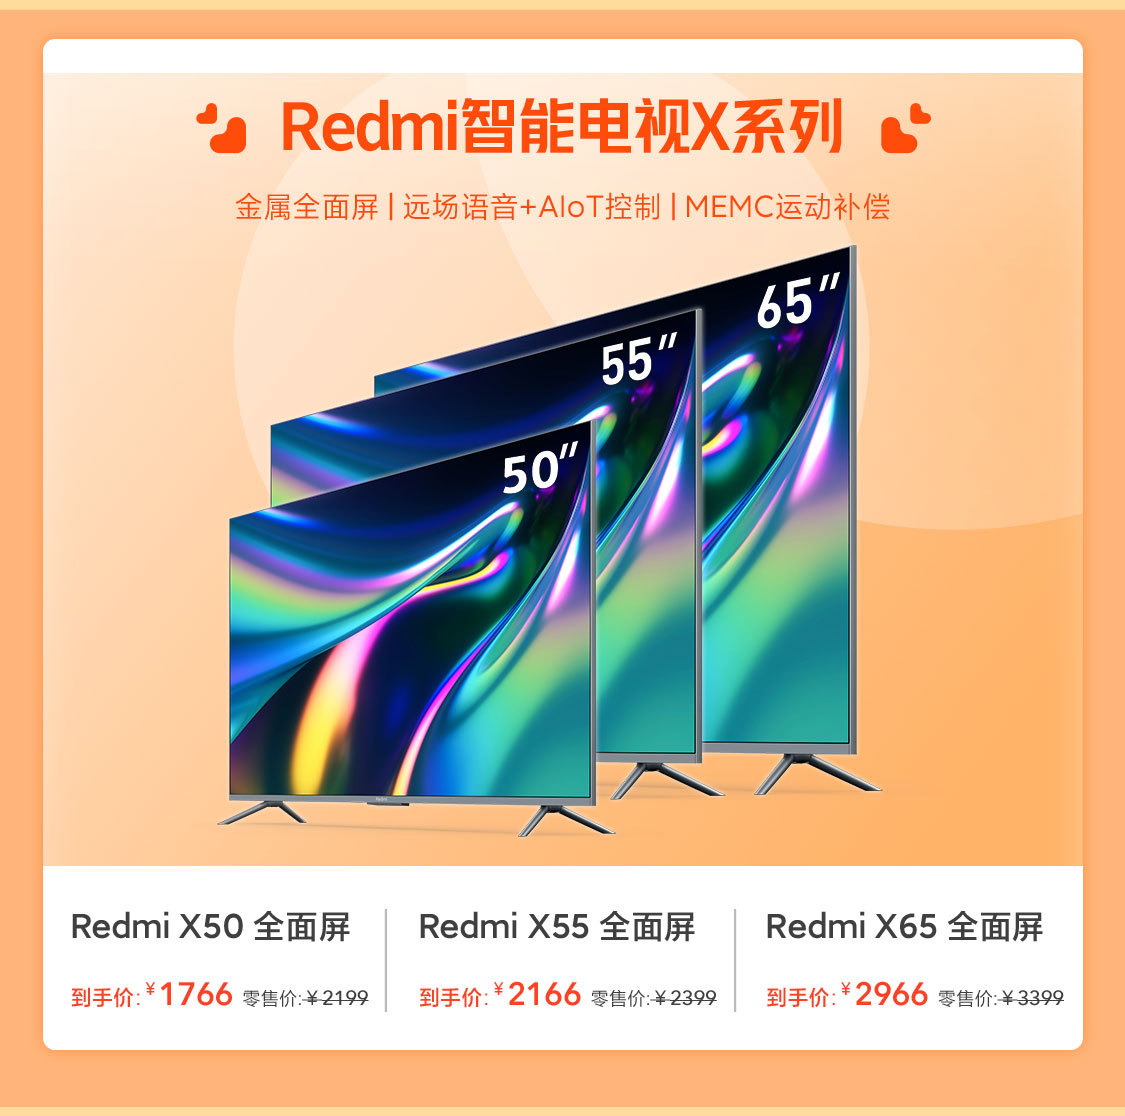 Redmi智能电视X系列
金属全面屏 | 远场语音+AIoT控制 | MEMC运动补偿
65″
55″
50″
Redmi X50 全面屏
到手价:¥1766 零售价:¥2199
Redmi X55 全面屏
到手价:¥2166 零售价:¥2399
Redmi X65 全面屏
到手价:¥2966 零售价:¥3399